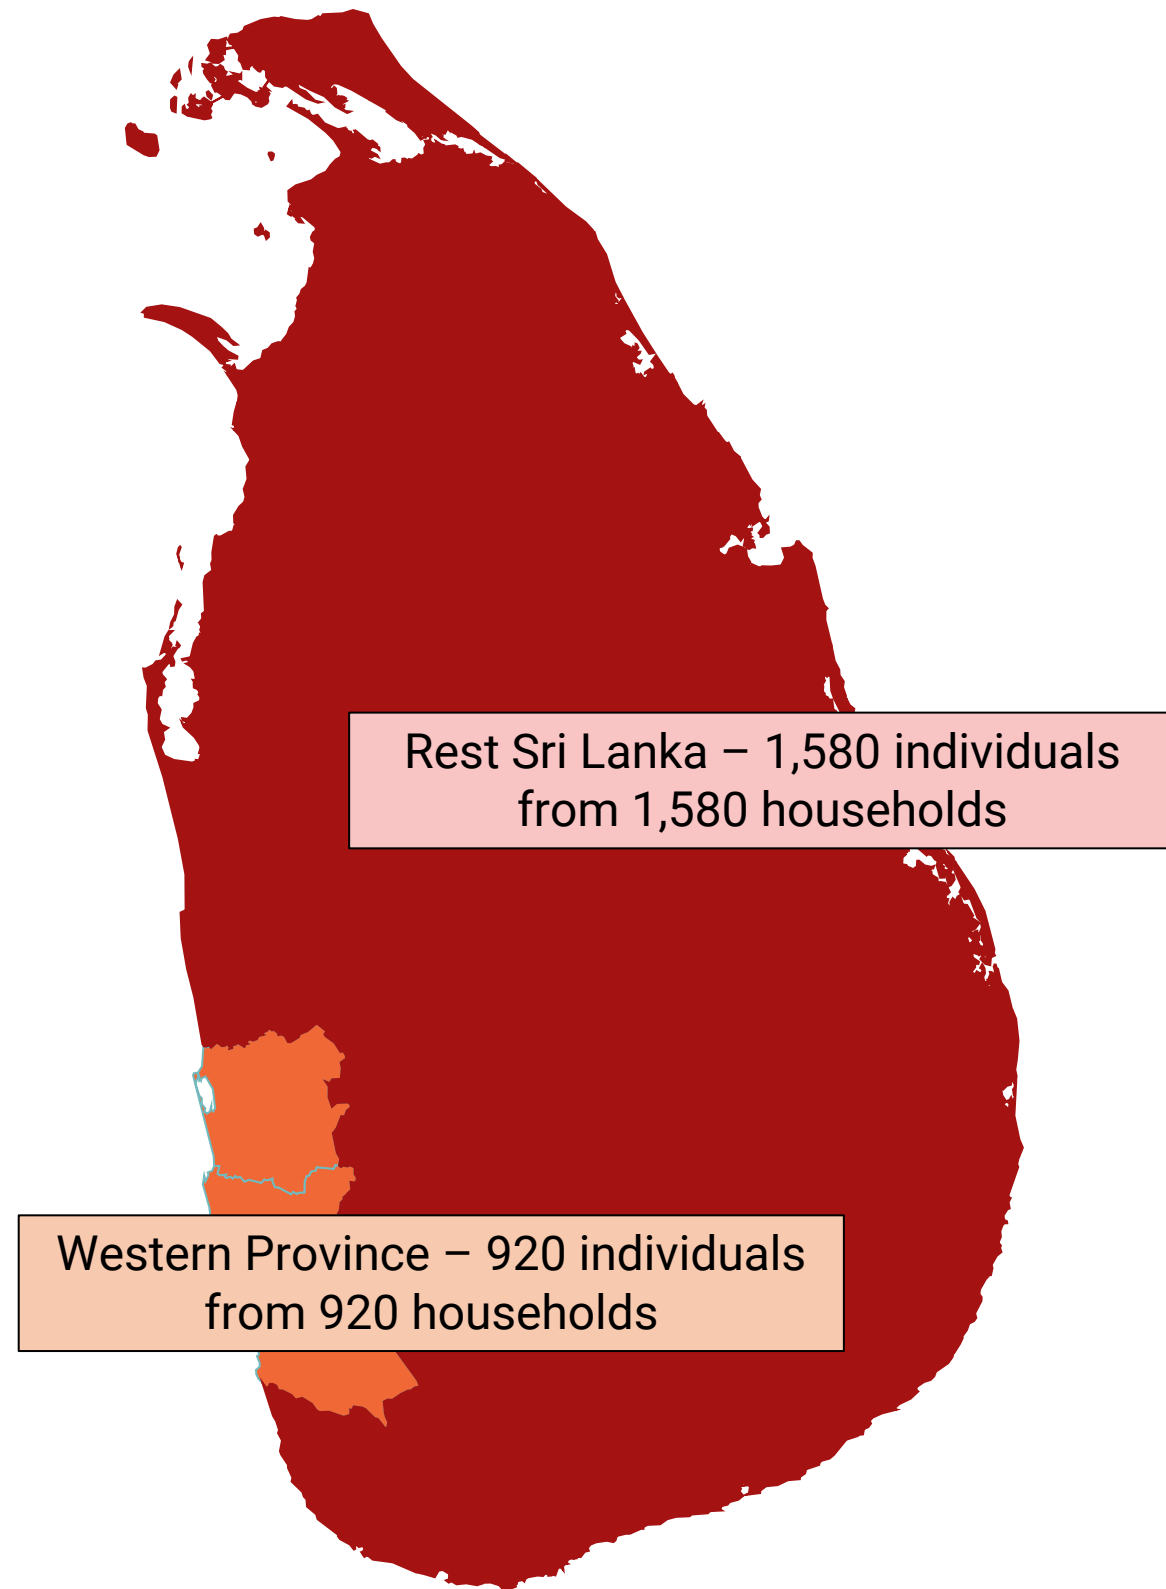 Rest Sri Lanka – 1,580 individuals
from 1,580 households
Western Province – 920 individuals
from 920 households